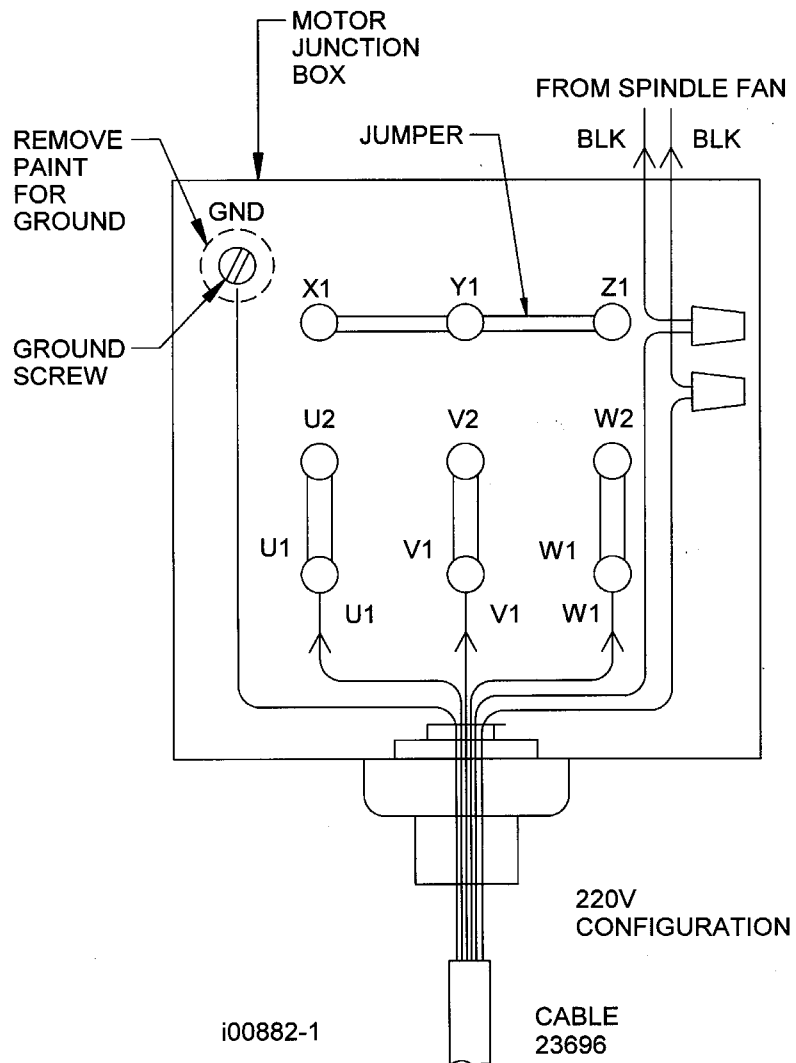 MOTOR
JUNCTION
BOX
FROM SPINDLE FAN
BLK BLK
REMOVE
PAINT
FOR
GROUND
JUMPER
GND
X1 Y1 Z1
GROUND
SCREW
U2 V2 W2
U1 V1 W1
U1 V1 W1
220V
CONFIGURATION
i00882-1
CABLE
23696